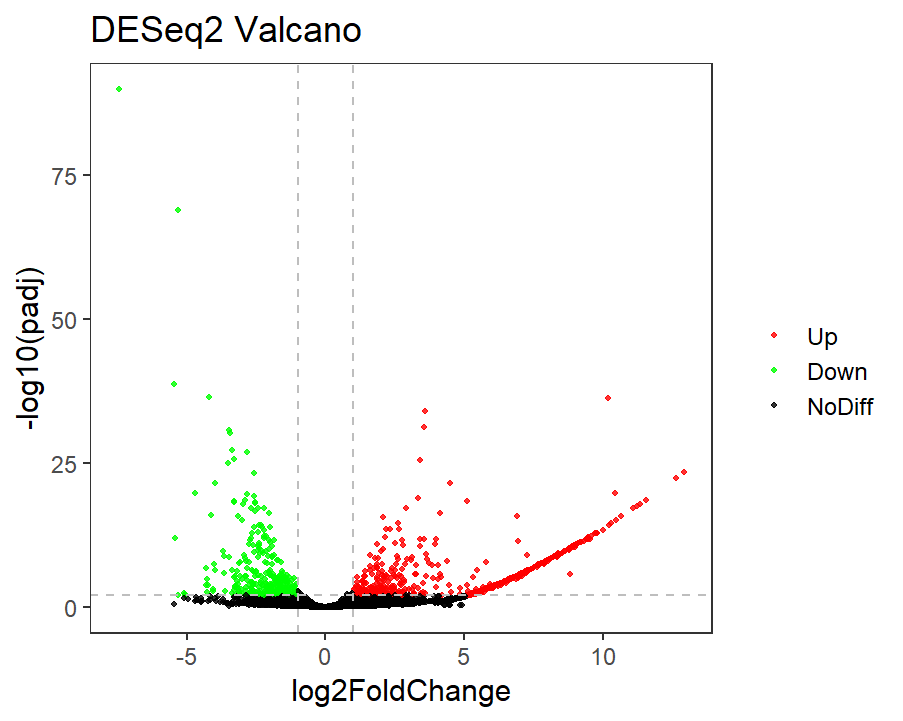 DESeq2 Valcano
75
50
25
0
-log10(padj)
-5
0
5
10
log2FoldChange
Up
Down
NoDiff